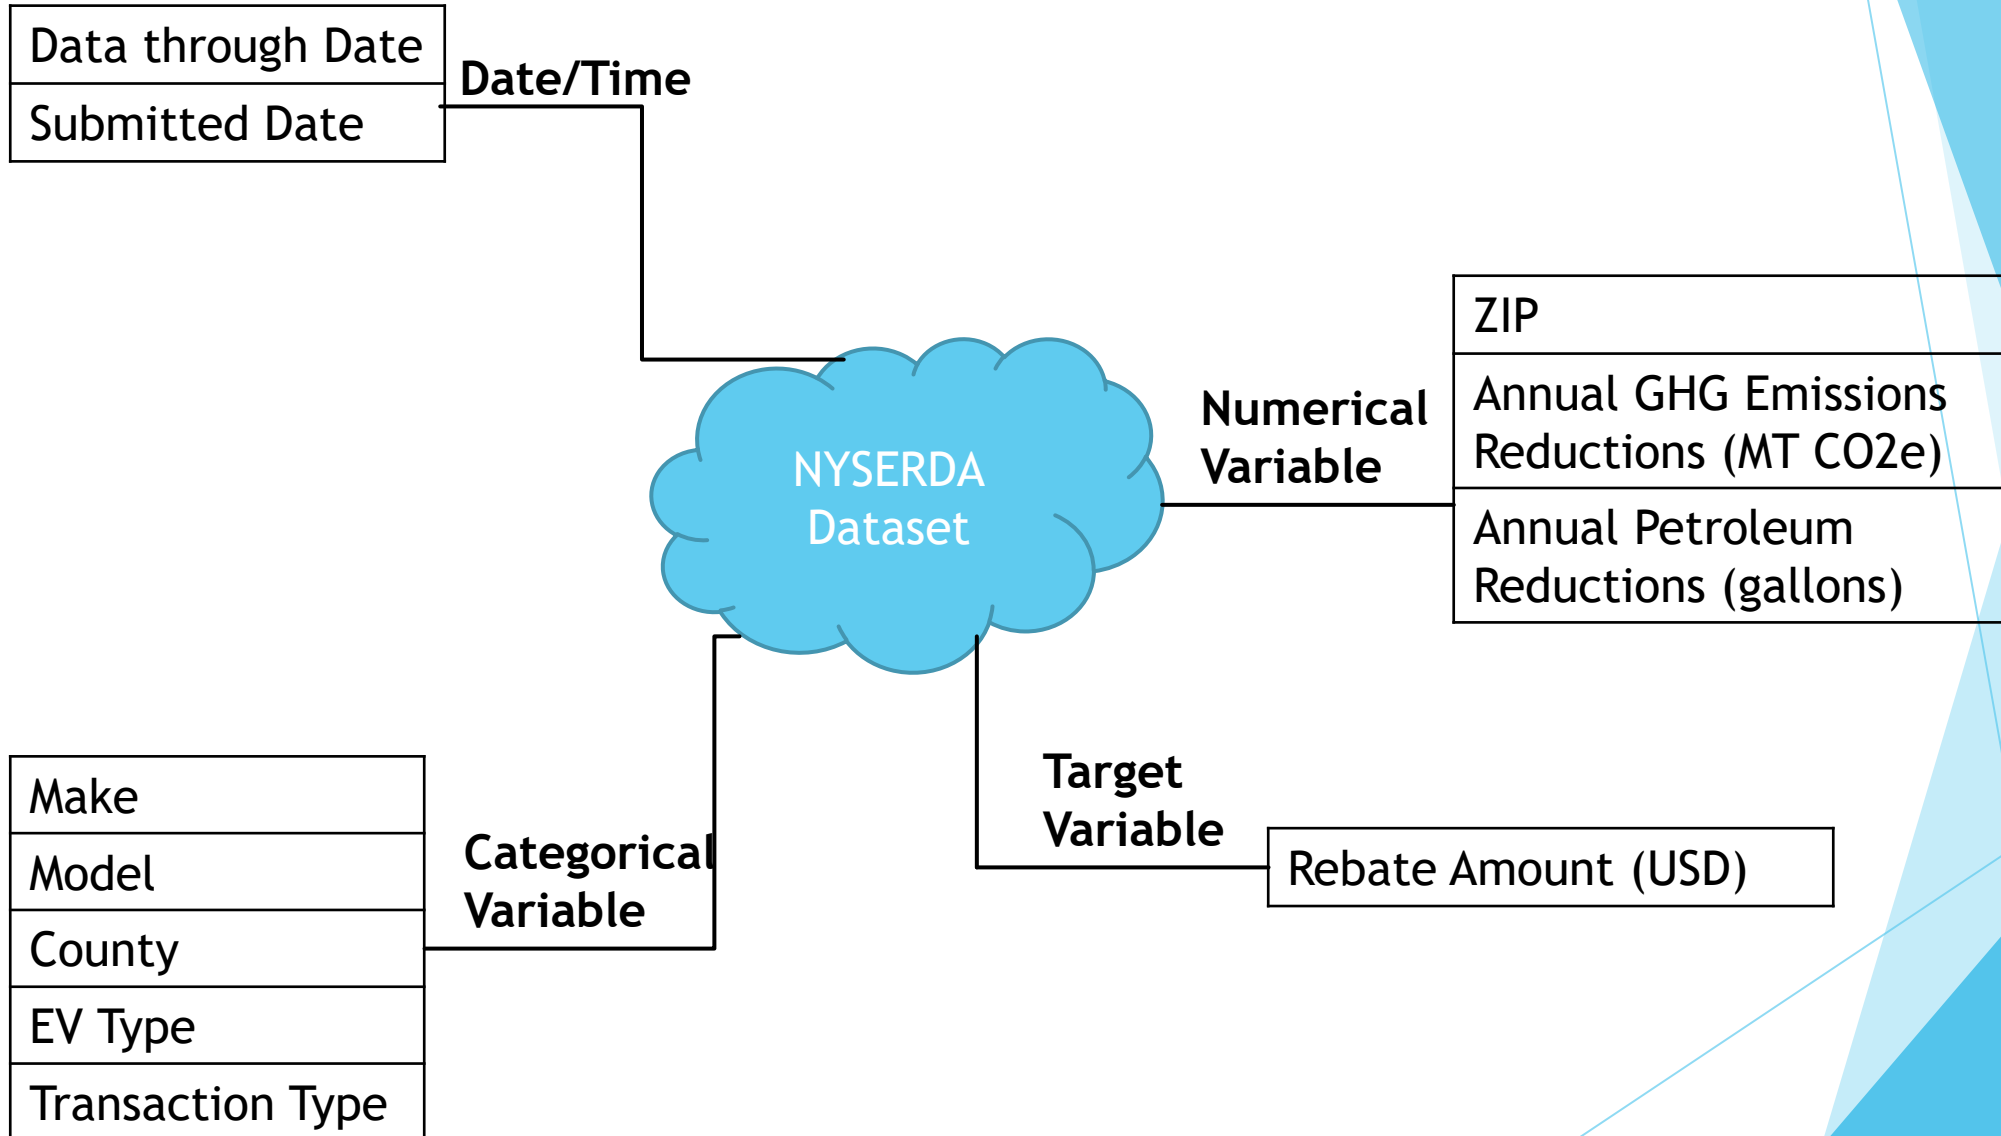 Data through Date
Submitted Date
Date/Time
NYSERDA
Dataset
Numerical
Variable
ZIP
Annual GHG Emissions
Reductions (MT CO2e)
Annual Petroleum
Reductions (gallons)
Make
Model
County
EV Type
Transaction Type
Categorical
Variable
Target
Variable
Rebate Amount (USD)